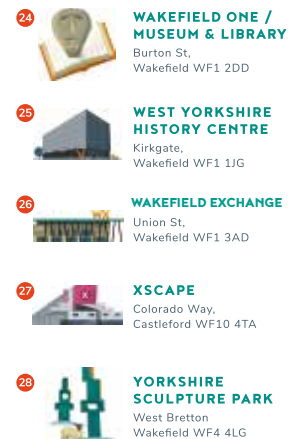 24
WAKEFIELD ONE /
MUSEUM & LIBRARY
Burton St,
Wakefield WF1 2DD
25
WEST YORKSHIRE
HISTORY CENTRE
Kirkgate,
Wakefield WF1 1JG
26
WAKEFIELD EXCHANGE
Union St,
Wakefield WF1 3AD
27
X
XSCAPE
Colorado Way,
Castleford WF10 4TA
28
YORKSHIRE
SCULPTURE PARK
West Bretton
Wakefield WF4 4LG